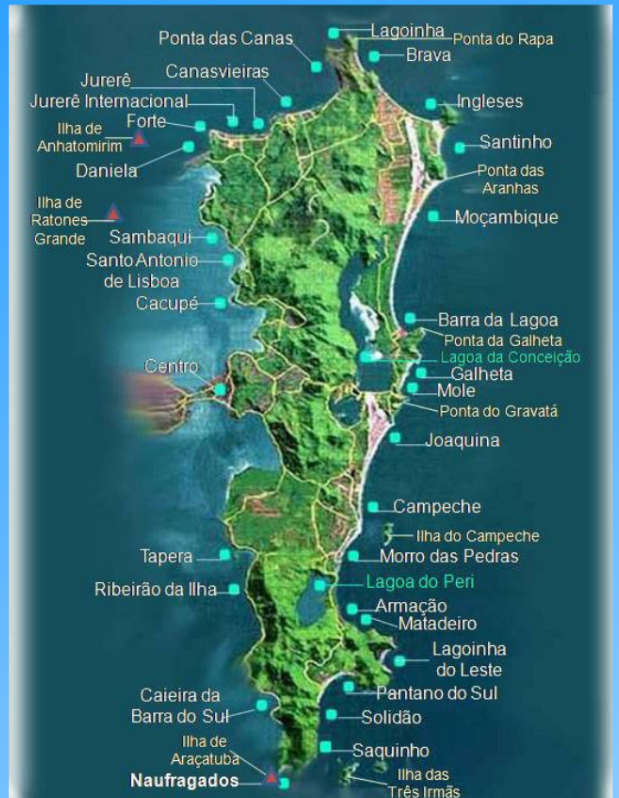 Lagoinha
Ponta das Canas
Ponta do Rapa
Brava
Canasvieiras
Jurerê
Jurerê Internacional
Ingleses
Forte
Ilha de
Anhatomirim
Santinho
Daniela
Ponta das
Aranhas
Ilha de
Ratones
Grande
Moçambique
Sambaqui
Santo Antonio
de Lisboa
Cacupé
Barra da Lagoa
Ponta da Galheta
Lagoa da Conceição
Centro
Galheta
Mole
Ponta do Gravatá
Joaquina
Campeche
Ilha do Campeche
Tapera
Morro das Pedras
Ribeirão da Ilha
Lagoa do Peri
Armação
Matadeiro
Lagoinha
do Leste
Caieira da
Barra do Sul
Pantano do Sul
Solidão
Ilha de
Araçatuba
Saquinho
Naufragados
Ilha das
Três Irmãs